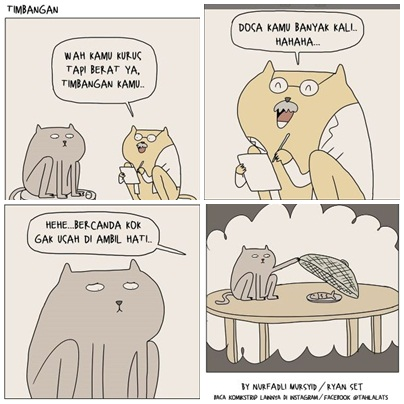 TIMBANGAN
WAH KAMU KURUS
TAPI BERAT YA,
TIMBANGAN KAMU..
DOSA KAMU BANYAK KALI..
HAHAHA...
HEHE...BERCANDA KOK
GAK USAH DI AMBIL HATI..
BY NURFADLI MURSYID / RYAN SET
BACA KOMIKSTRIP LAINNYA DI INSTAGRAM / FACEBOOK @TAHILALATS